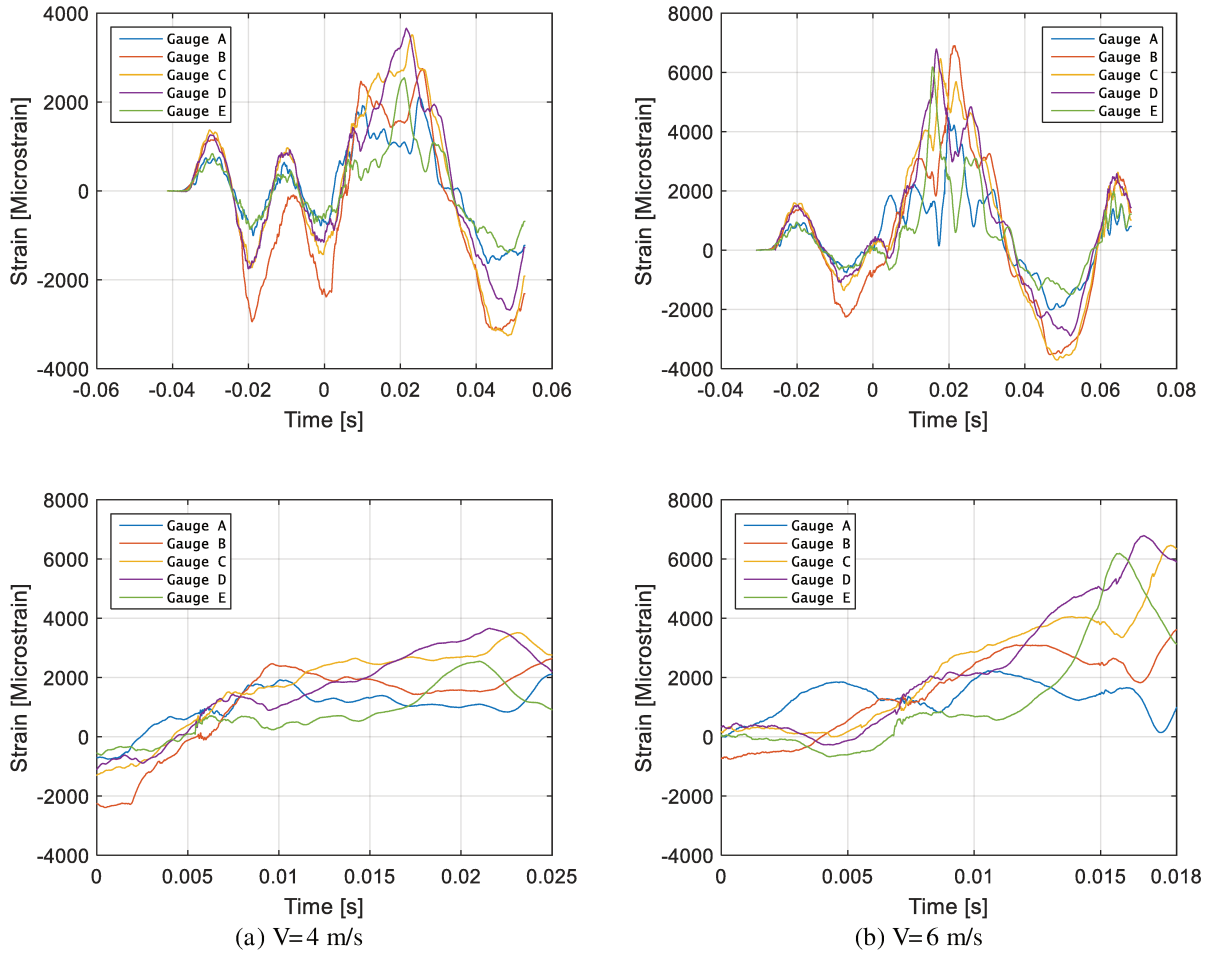 4000
2000
0
-2000
-4000
Strain [Microstrain]
Gauge A
Gauge B
Gauge C
Gauge D
Gauge E
-0.06
-0.04
-0.02
0
0.02
0.04
0.06
Time [s]
8000
6000
4000
2000
0
-2000
-4000
Strain [Microstrain]
Gauge A
Gauge B
Gauge C
Gauge D
Gauge E
-0.04
-0.02
0
0.02
0.04
0.06
0.08
Time [s]
8000
6000
4000
2000
0
-2000
-4000
Strain [Microstrain]
Gauge A
Gauge B
Gauge C
Gauge D
Gauge E
0
0.005
0.01
0.015
0.02
0.025
Time [s]
(a) V=4 m/s
8000
6000
4000
2000
0
-2000
-4000
Strain [Microstrain]
Gauge A
Gauge B
Gauge C
Gauge D
Gauge E
0
0.005
0.01
0.015
0.018
Time [s]
(b) V=6 m/s